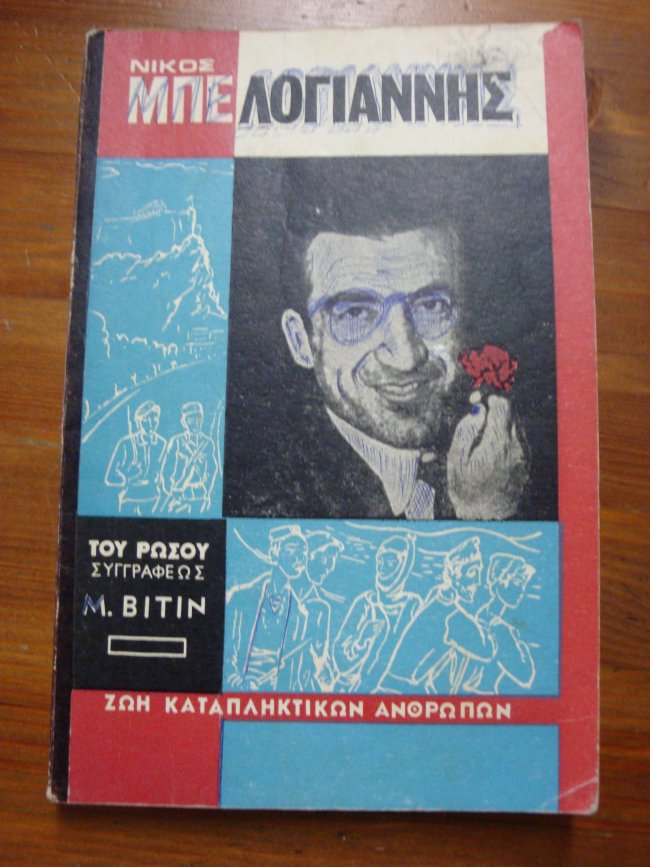 ΝΙΚΟΣ
ΜΠΕΛΟΓΙΑΝΝΗΣ
ΤΟΥ ΡΩΣΟΥ
ΣΥΓΓΡΑΦΕΩΣ
Μ. ΒΙΤΙΝ
ΖΩΗ ΚΑΤΑΠΛΗΚΤΙΚΩΝ ΑΝΘΡΩΠΩΝ